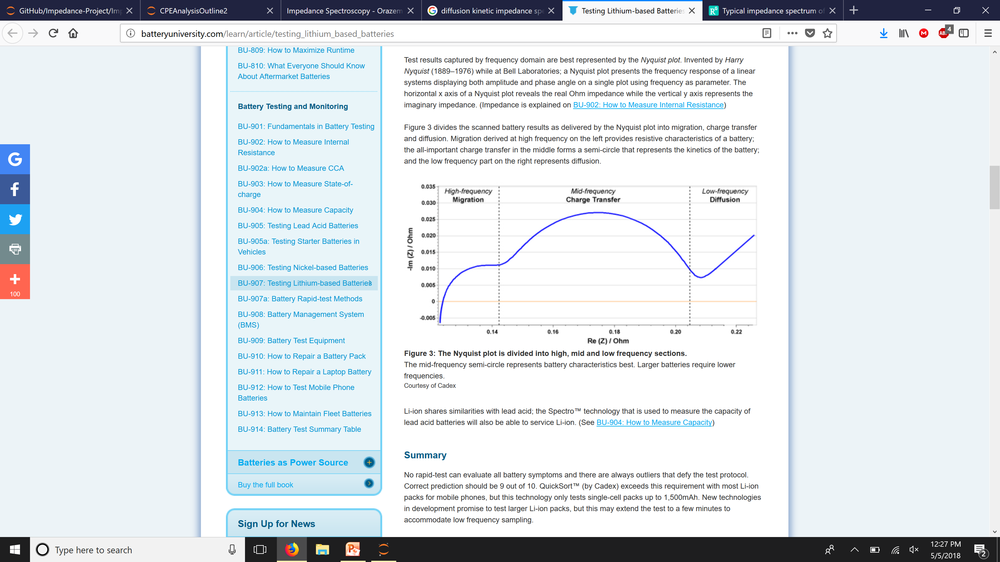 GitHub/Impedance-Project/Imp
CPEAnalysisOutline2
Impedance Spectroscopy - Orazem
diffusion kinetic impedance spe
Testing Lithium-based Batteries
Typical impedance spectrum of
batteryuniversity.com/learn/article/testing_lithium_based_batteries
4
BU-809: How to Maximize Runtime
BU-810: What Everyone Should Know
About Aftermarket Batteries
Battery Testing and Monitoring
BU-901: Fundamentals in Battery Testing
BU-902: How to Measure Internal
Resistance
BU-902a: How to Measure CCA
BU-903: How to Measure State-of-
charge
BU-904: How to Measure Capacity
BU-905: Testing Lead Acid Batteries
BU-905a: Testing Starter Batteries in
Vehicles
BU-906: Testing Nickel-based Batteries
BU-907: Testing Lithium-based Batteries
BU-907a: Battery Rapid-test Methods
BU-908: Battery Management System
(BMS)
BU-909: Battery Test Equipment
BU-910: How to Repair a Battery Pack
BU-911: How to Repair a Laptop Battery
BU-912: How to Test Mobile Phone
Batteries
BU-913: How to Maintain Fleet Batteries
BU-914: Battery Test Summary Table
Batteries as Power Source
Buy the full book
Sign Up for News
100
Test results captured by frequency domain are best represented by the Nyquist plot. Invented by Harry
Nyquist (1889–1976) while at Bell Laboratories; a Nyquist plot presents the frequency response of a linear
systems displaying both amplitude and phase angle on a single plot using frequency as parameter. The
horizontal x axis of a Nyquist plot reveals the real Ohm impedance while the vertical y axis represents the
imaginary impedance. (Impedance is explained on BU-902: How to Measure Internal Resistance)
Figure 3 divides the scanned battery results as delivered by the Nyquist plot into migration, charge transfer
and diffusion. Migration derived at high frequency on the left provides resistive characteristics of a battery;
the all-important charge transfer in the middle forms a semi-circle that represents the kinetics of the battery;
and the low frequency part on the right represents diffusion.
High-frequency
Migration
Mid-frequency
Charge Transfer
Low-frequency
Diffusion
-Im (Z) / Ohm
0.035
0.030
0.025
0.020
0.015
0.010
0.005
0
-0.005
0.14
0.16
0.18
0.20
0.22
Re (Z) / Ohm
Figure 3: The Nyquist plot is divided into high, mid and low frequency sections.
The mid-frequency semi-circle represents battery characteristics best. Larger batteries require lower
frequencies.
Courtesy of Cadex
Li-ion shares similarities with lead acid; the Spectro™ technology that is used to measure the capacity of
lead acid batteries will also be able to service Li-ion. (See BU-904: How to Measure Capacity)
Summary
No rapid-test can evaluate all battery symptoms and there are always outliers that defy the test protocol.
Correct prediction should be 9 out of 10. QuickSort™ (by Cadex) exceeds this requirement with most Li-ion
packs for mobile phones, but this technology only tests single-cell packs up to 1,500mAh. New technologies
in development promise to test larger Li-ion packs, but this may extend the test to a few minutes to
accommodate low frequency sampling.
Type here to search
12:27 PM
5/5/2018
2